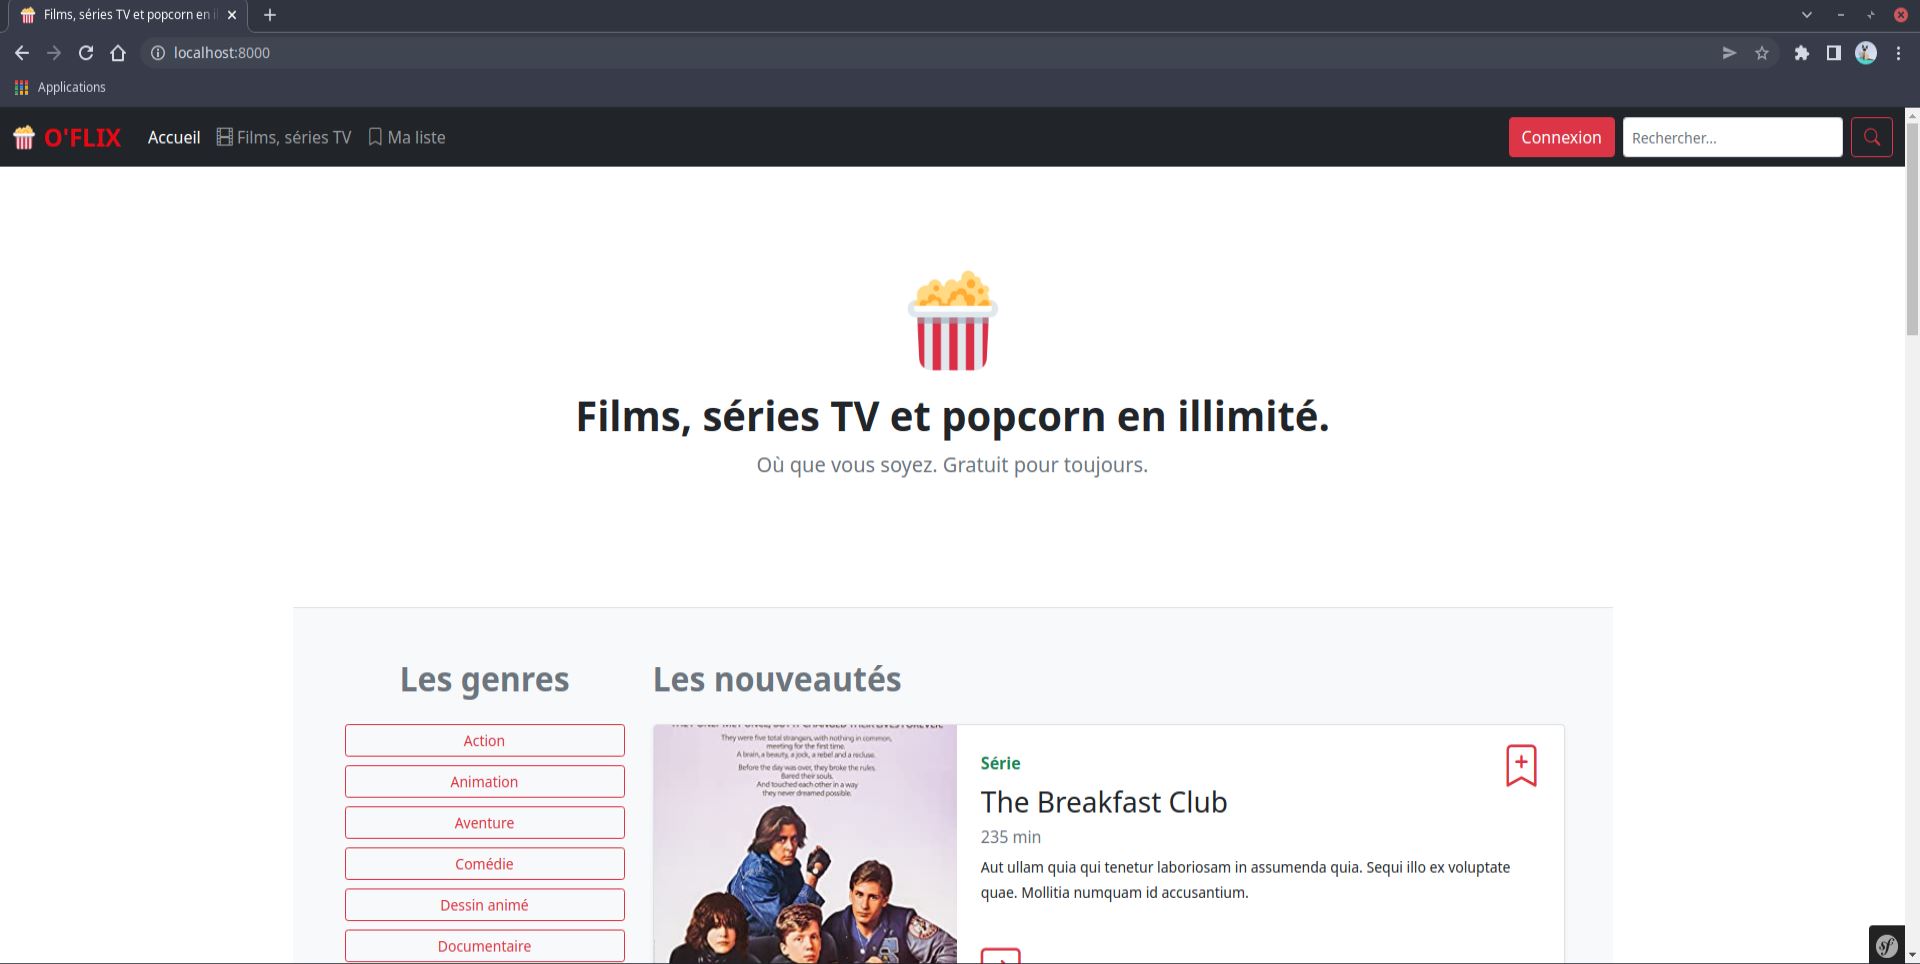 Films, séries TV et popcorn en i
localhost:8000
Applications
O'FLIX
Accueil
Films, séries TV
Ma liste
Connexion
Rechercher...
Films, séries TV et popcorn en illimité.
Où que vous soyez. Gratuit pour toujours.
Les genres
Action
Animation
Aventure
Comédie
Dessin animé
Documentaire
Les nouveautés
They were five total strangers, with nothing in common,
meeting for the first time.
A brain, a beauty, a jock, a rebel and a recluse.
Before the day was over, they broke the rules.
Bared their souls.
And touched each other in a way
they never dreamed possible.
Série
The Breakfast Club
235 min
Aut ullam quia qui tenetur laboriosam in assumenda quia. Sequi illo ex voluptate
quae. Mollitia numquam id accusantium.
sf